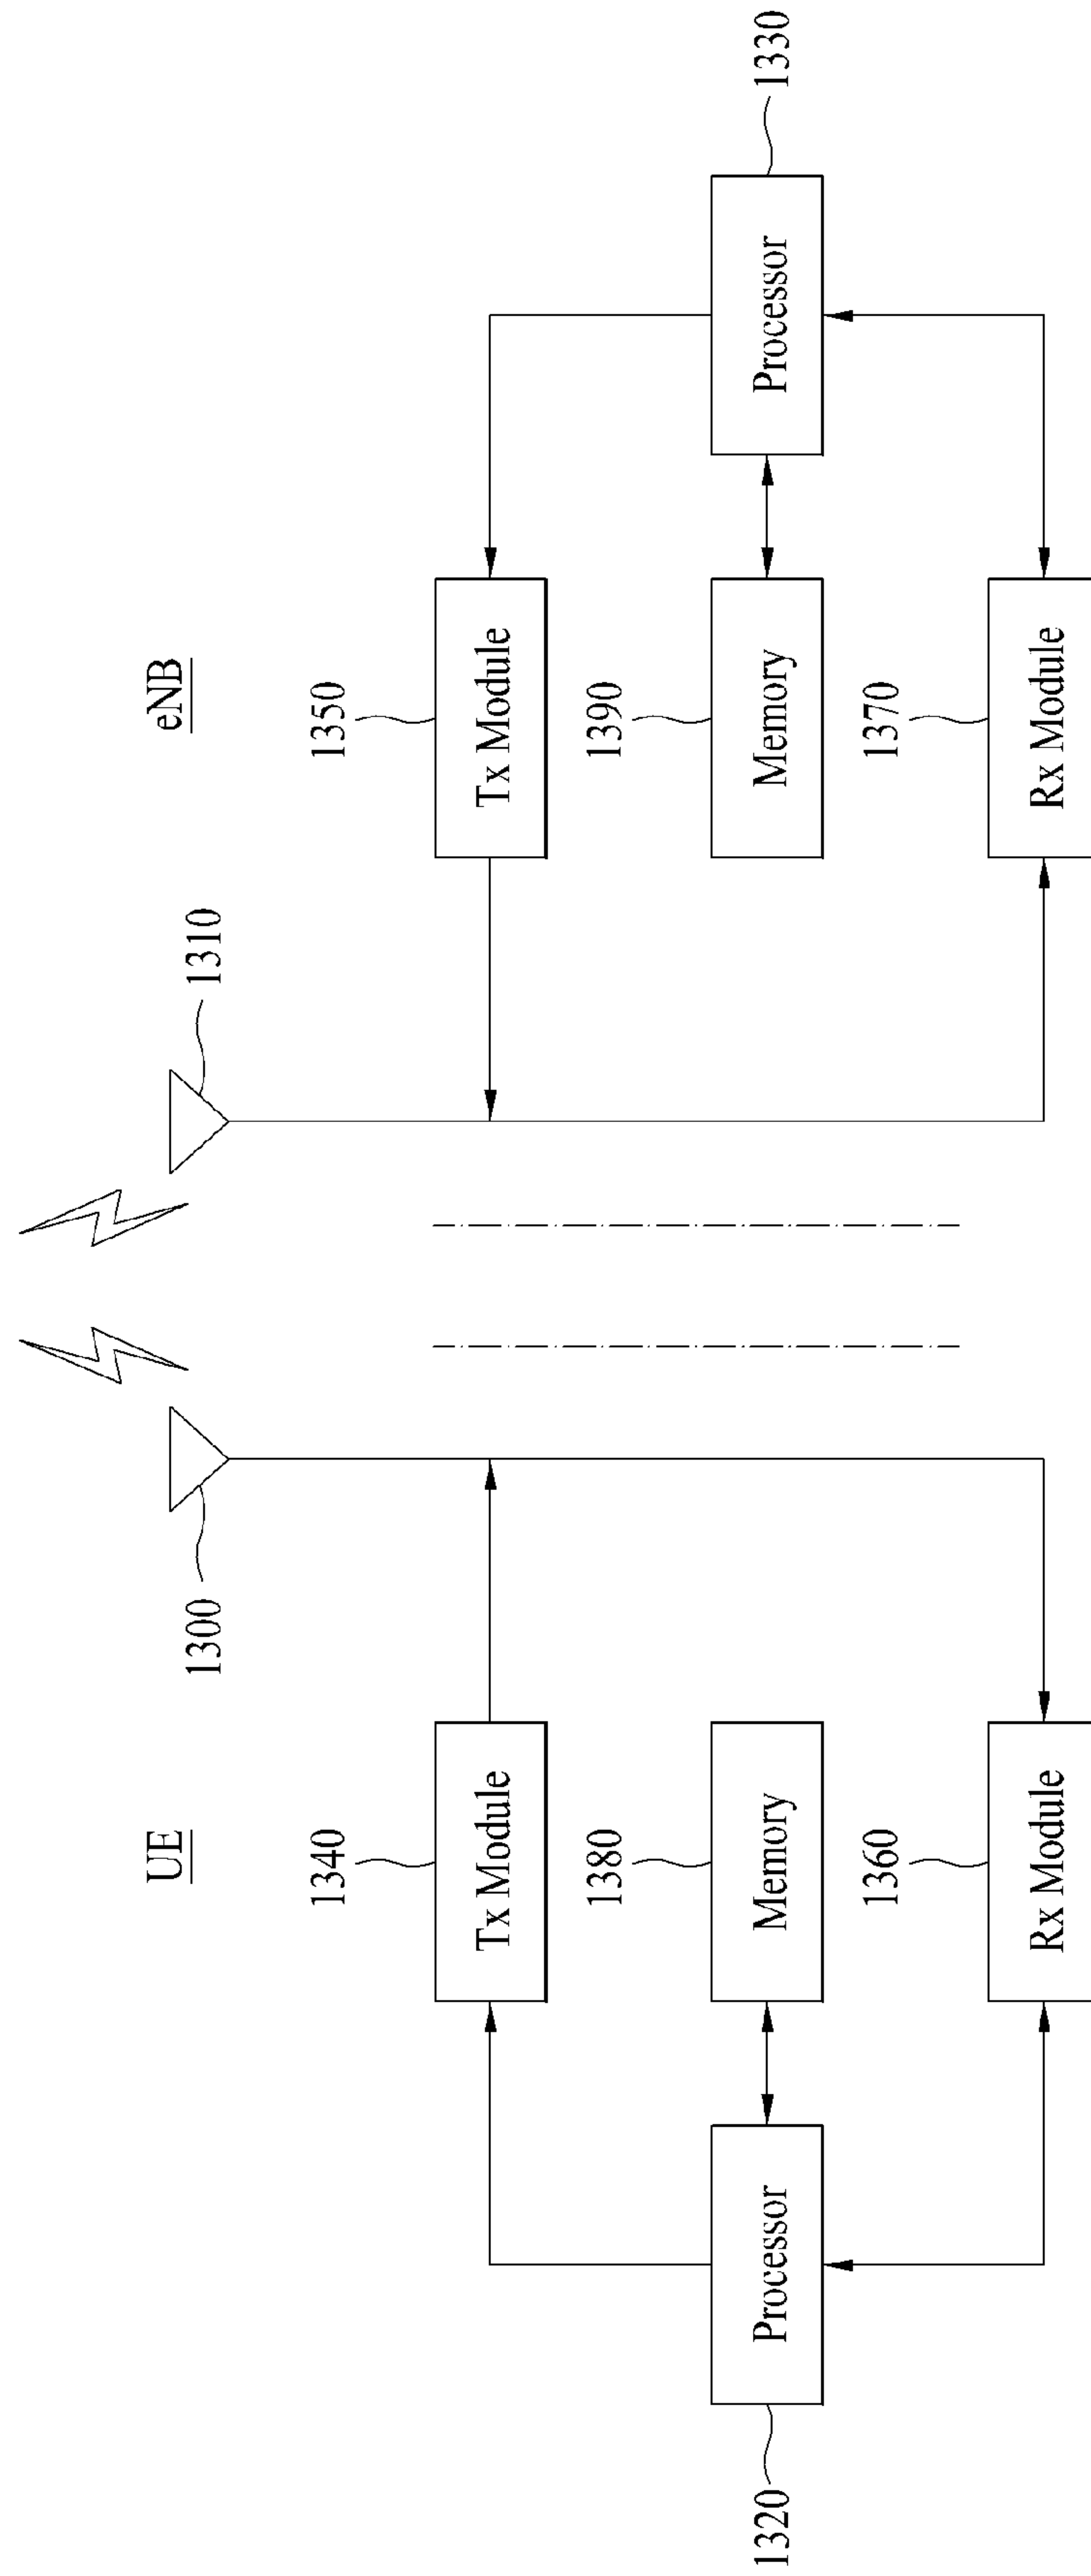 UE
eNB
1300
1310
1340
Tx Module
1350
Tx Module
1320
Processor
1380
Memory
1390
Memory
Processor
1330
1360
Rx Module
1370
Rx Module